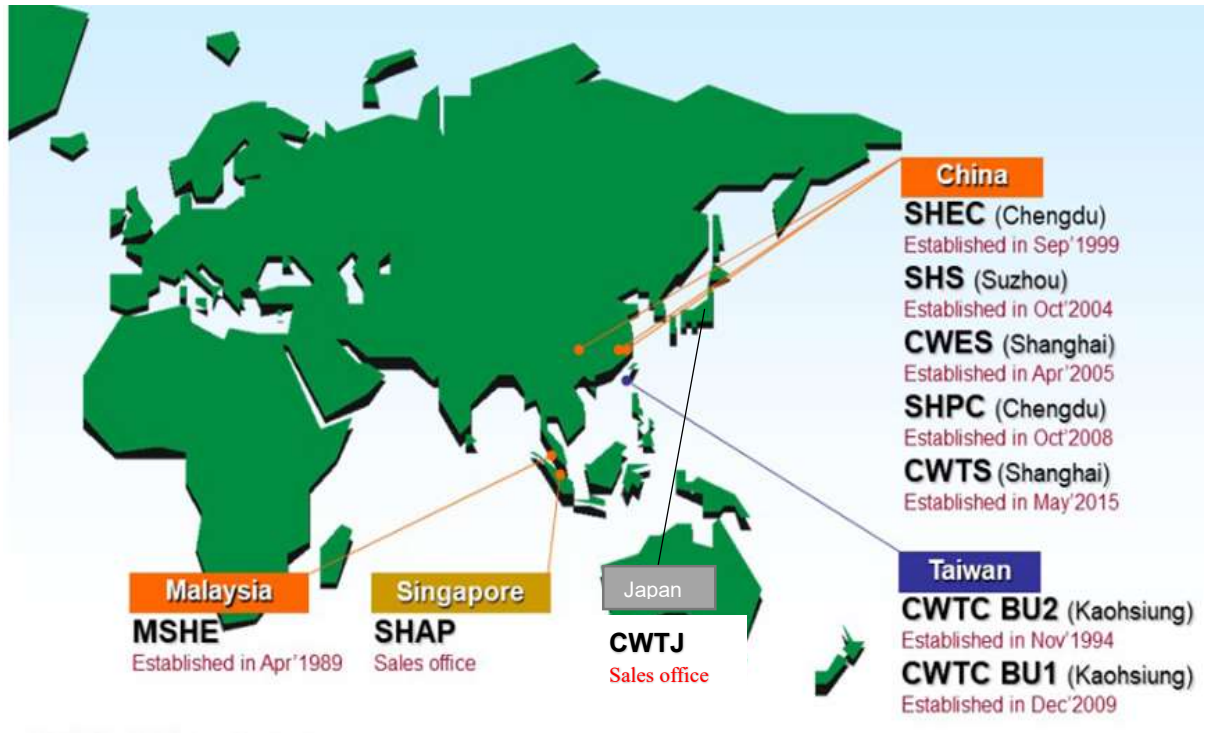 China
SHEC (Chengdu)
Established in Sep'1999
SHS (Suzhou)
Established in Oct'2004
CWES (Shanghai)
Established in Apr'2005
SHPC (Chengdu)
Established in Oct'2008
CWTS (Shanghai)
Established in May'2015
Malaysia
MSHE
Established in Apr'1989
Singapore
SHAP
Sales office
Japan
CWTJ
Sales office
Taiwan
CWTC BU2 (Kaohsiung)
Established in Nov'1994
CWTC BU1 (Kaohsiung)
Established in Dec'2009